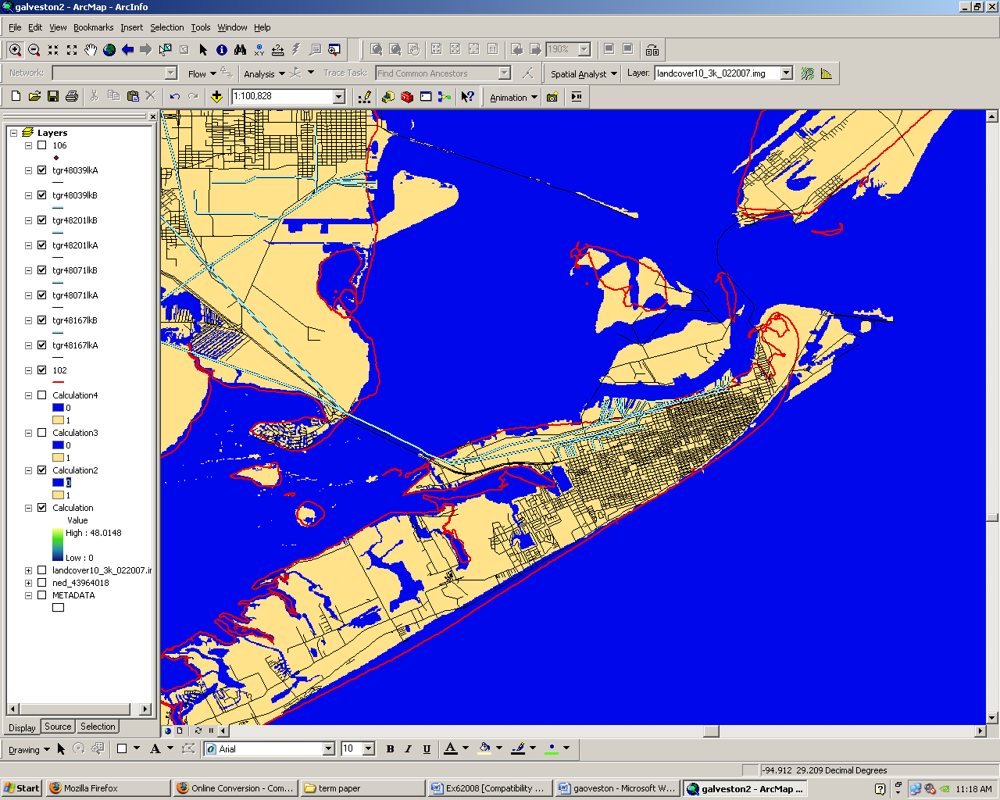 galveston2 - ArcMap - ArcInfo
File Edit View Bookmarks Insert Selection Tools Window Help
190%
Network: Flow Analysis Trace Task: Find Common Ancestors Spatial Analyst Layer: landcover10_3k_022007.img
1:100,828 Animation
Layers
106
tgr48039lkA
tgr48039lkB
tgr48201lkB
tgr48201lkA
tgr48071lkB
tgr48071lkA
tgr48167lkB
tgr48167lkA
102
Calculation4
0
1
Calculation3
0
1
Calculation2
0
1
Calculation
Value
High : 48.0148
Low : 0
landcover10_3k_022007.ir
ned_43964018
METADATA
Display Source Selection
Drawing A Arial 10 B I U A
-94.912 29.209 Decimal Degrees
Start Mozilla Firefox Online Conversion - Com... term paper Ex62008 [Compatibility ... gaoveston - Microsoft W... galveston2 - ArcMap ... 11:18 AM